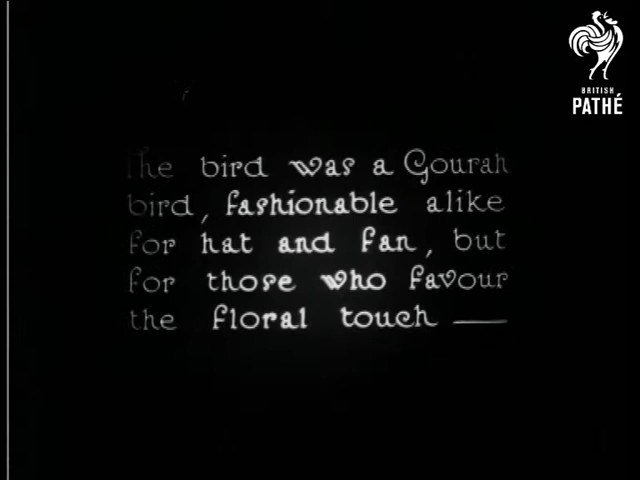 BRITISH
PATHÉ
The bird was a Gourah
bird, fashionable alike
for hat and fan, but
for those who favour
the floral touch —